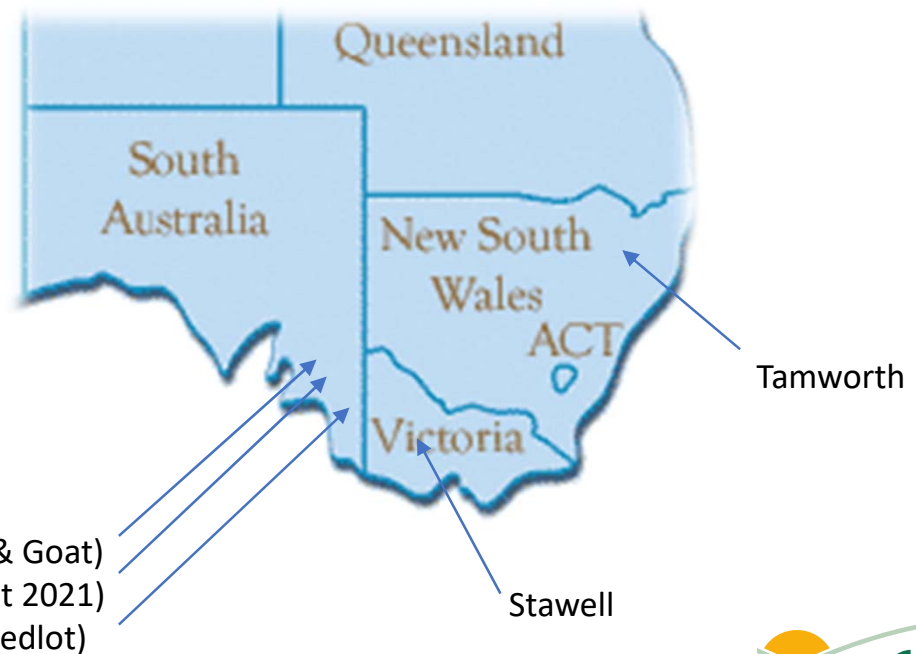 Queensland
South
Australia
New South
Wales
ACT
Tamworth
Victoria
& Goat)
t 2021)
edlot)
Stawell